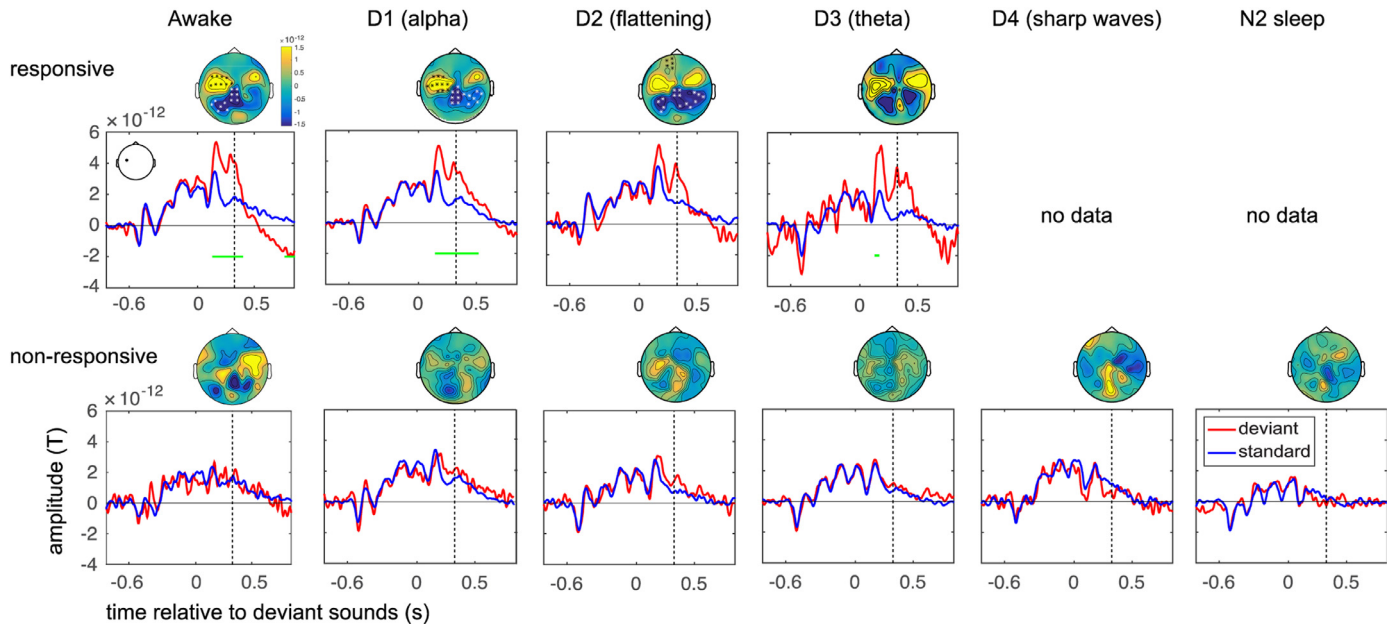 Awake D1 (alpha) D2 (flattening) D3 (theta) D4 (sharp waves) N2 sleep
responsive
×10-12
1.5
1
0.5
0
-0.5
-1
-1.5
× 10-12
6
4
2
0
-2
-4
no data no data
-0.6 0 0.5 -0.6 0 0.5 -0.6 0 0.5 -0.6 0 0.5
non-responsive
× 10-12
6
4
2
0
-2
-4
amplitude (T)
deviant
standard
-0.6 0 0.5 -0.6 0 0.5 -0.6 0 0.5 -0.6 0 0.5 -0.6 0 0.5 -0.6 0 0.5
time relative to deviant sounds (s)